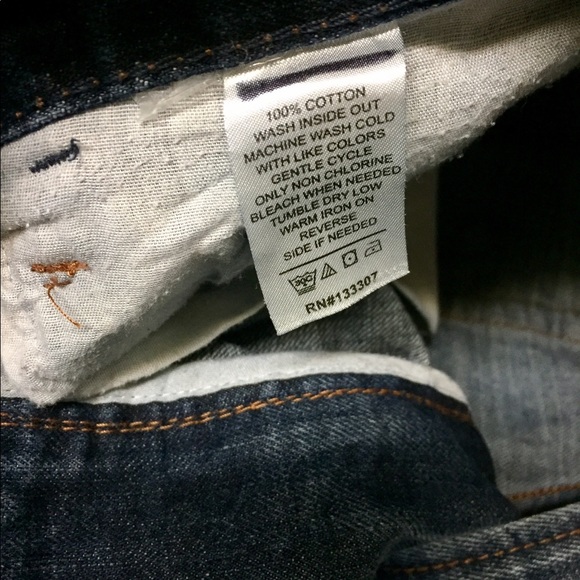 100% COTTON
WASH INSIDE OUT
MACHINE WASH COLD
WITH LIKE COLORS
GENTLE CYCLE
ONLY NON CHLORINE
BLEACH WHEN NEEDED
TUMBLE DRY LOW
WARM IRON ON
REVERSE
SIDE IF NEEDED
RN#133307